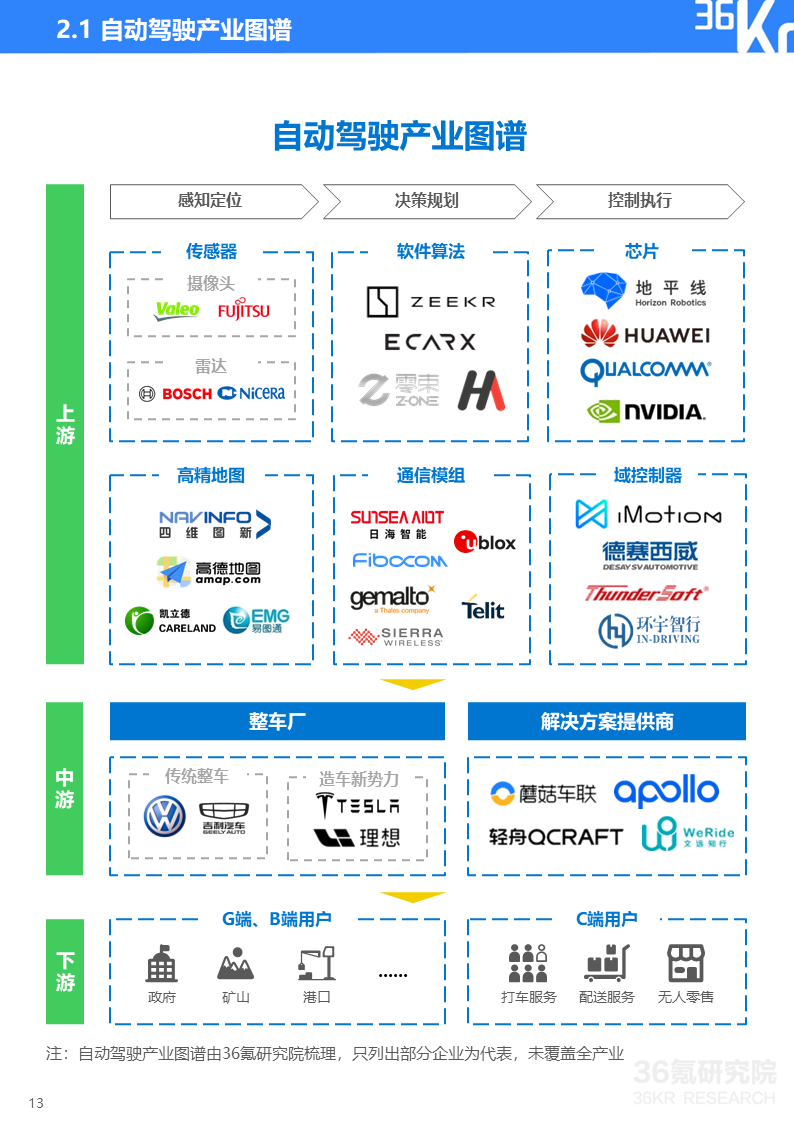 2.1 自动驾驶产业图谱
36Kr
自动驾驶产业图谱
上游
感知定位
决策规划
控制执行
传感器
摄像头
Valeo
FUJITSU
雷达
BOSCH
NiCERA
软件算法
ZEEKR
ECARX
零束
Z-ONE
芯片
地平线
Horizon Robotics
HUAWEI
QUALCOMM®
NVIDIA.
高精地图
NAVINFO
四维图新
高德地图
amap.com
凯立德
CARELAND
EMG
易图通
通信模组
SUNSEA AIOT
日海智能
ublox
Fibocom
gemalto
a Thales company
Telit
SIERRA
WIRELESS
域控制器
iMotion
德赛西威
DESAY SV AUTOMOTIVE
ThunderSoft®
环宇智行
IN-DRIVING
中游
整车厂
传统整车
吉利汽车
GEELY AUTO
造车新势力
TESLA
理想
解决方案提供商
蘑菇车联
apollo
轻舟QCRAFT
WeRide
文远知行
下游
G端、B端用户
政府
矿山
港口
......
C端用户
打车服务
配送服务
无人零售
注：自动驾驶产业图谱由36氪研究院梳理，只列出部分企业为代表，未覆盖全产业
36氪研究院
36KR RESEARCH
13